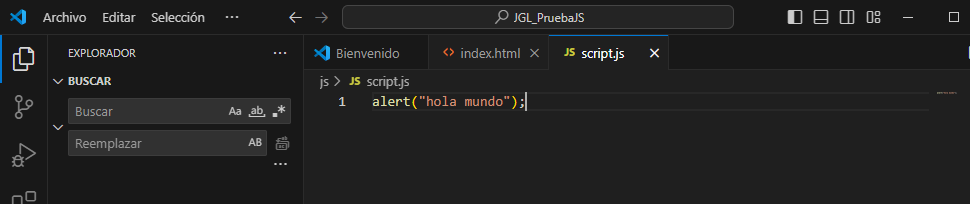 Archivo Editar Selección ··· JGL_PruebaJS
EXPLORADOR ···
Bienvenido <> index.html JS script.js
BUSCAR
js > JS script.js
Buscar Aa ab .*
1 alert("hola mundo");
Reemplazar AB
···